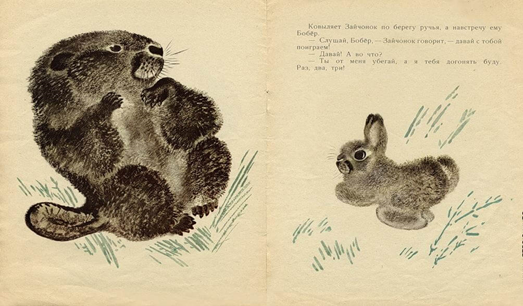 Ковыляет Зайчонок по берегу ручья, а навстречу ему
Бобёр.
— Слушай, Бобёр, — Зайчонок говорит, — давай с тобой
поиграем!
— Давай! А во что?
— Ты от меня убегай, а я тебя догонять буду.
Раз, два, три!